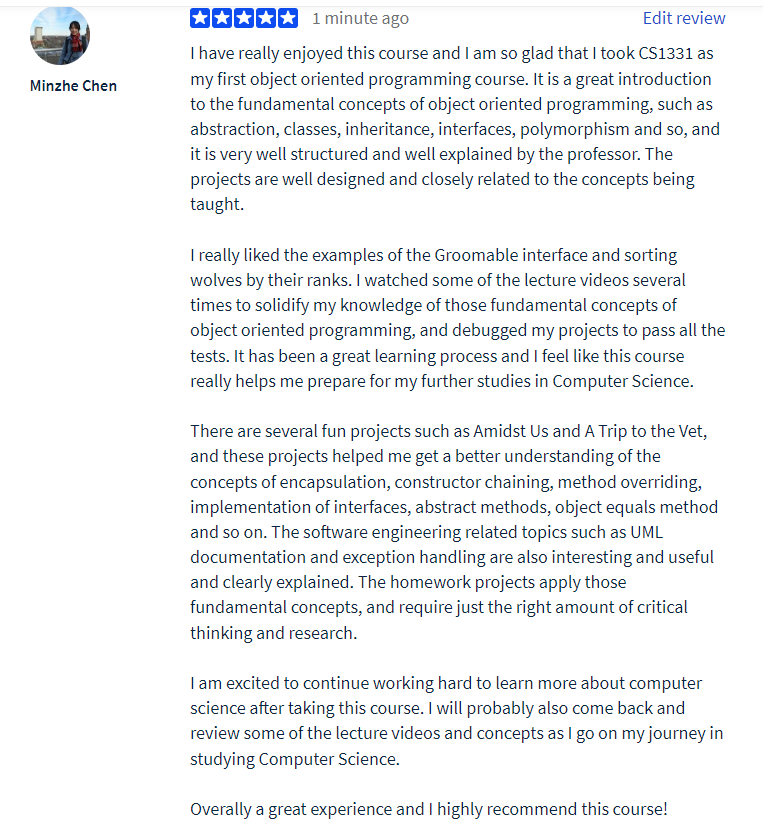 1 minute ago
Edit review
Minzhe Chen
I have really enjoyed this course and I am so glad that I took CS1331 as
my first object oriented programming course. It is a great introduction
to the fundamental concepts of object oriented programming, such as
abstraction, classes, inheritance, interfaces, polymorphism and so, and
it is very well structured and well explained by the professor. The
projects are well designed and closely related to the concepts being
taught.
I really liked the examples of the Groomable interface and sorting
wolves by their ranks. I watched some of the lecture videos several
times to solidify my knowledge of those fundamental concepts of
object oriented programming, and debugged my projects to pass all the
tests. It has been a great learning process and I feel like this course
really helps me prepare for my further studies in Computer Science.
There are several fun projects such as Amidst Us and A Trip to the Vet,
and these projects helped me get a better understanding of the
concepts of encapsulation, constructor chaining, method overriding,
implementation of interfaces, abstract methods, object equals method
and so on. The software engineering related topics such as UML
documentation and exception handling are also interesting and useful
and clearly explained. The homework projects apply those
fundamental concepts, and require just the right amount of critical
thinking and research.
I am excited to continue working hard to learn more about computer
science after taking this course. I will probably also come back and
review some of the lecture videos and concepts as I go on my journey in
studying Computer Science.
Overally a great experience and I highly recommend this course!